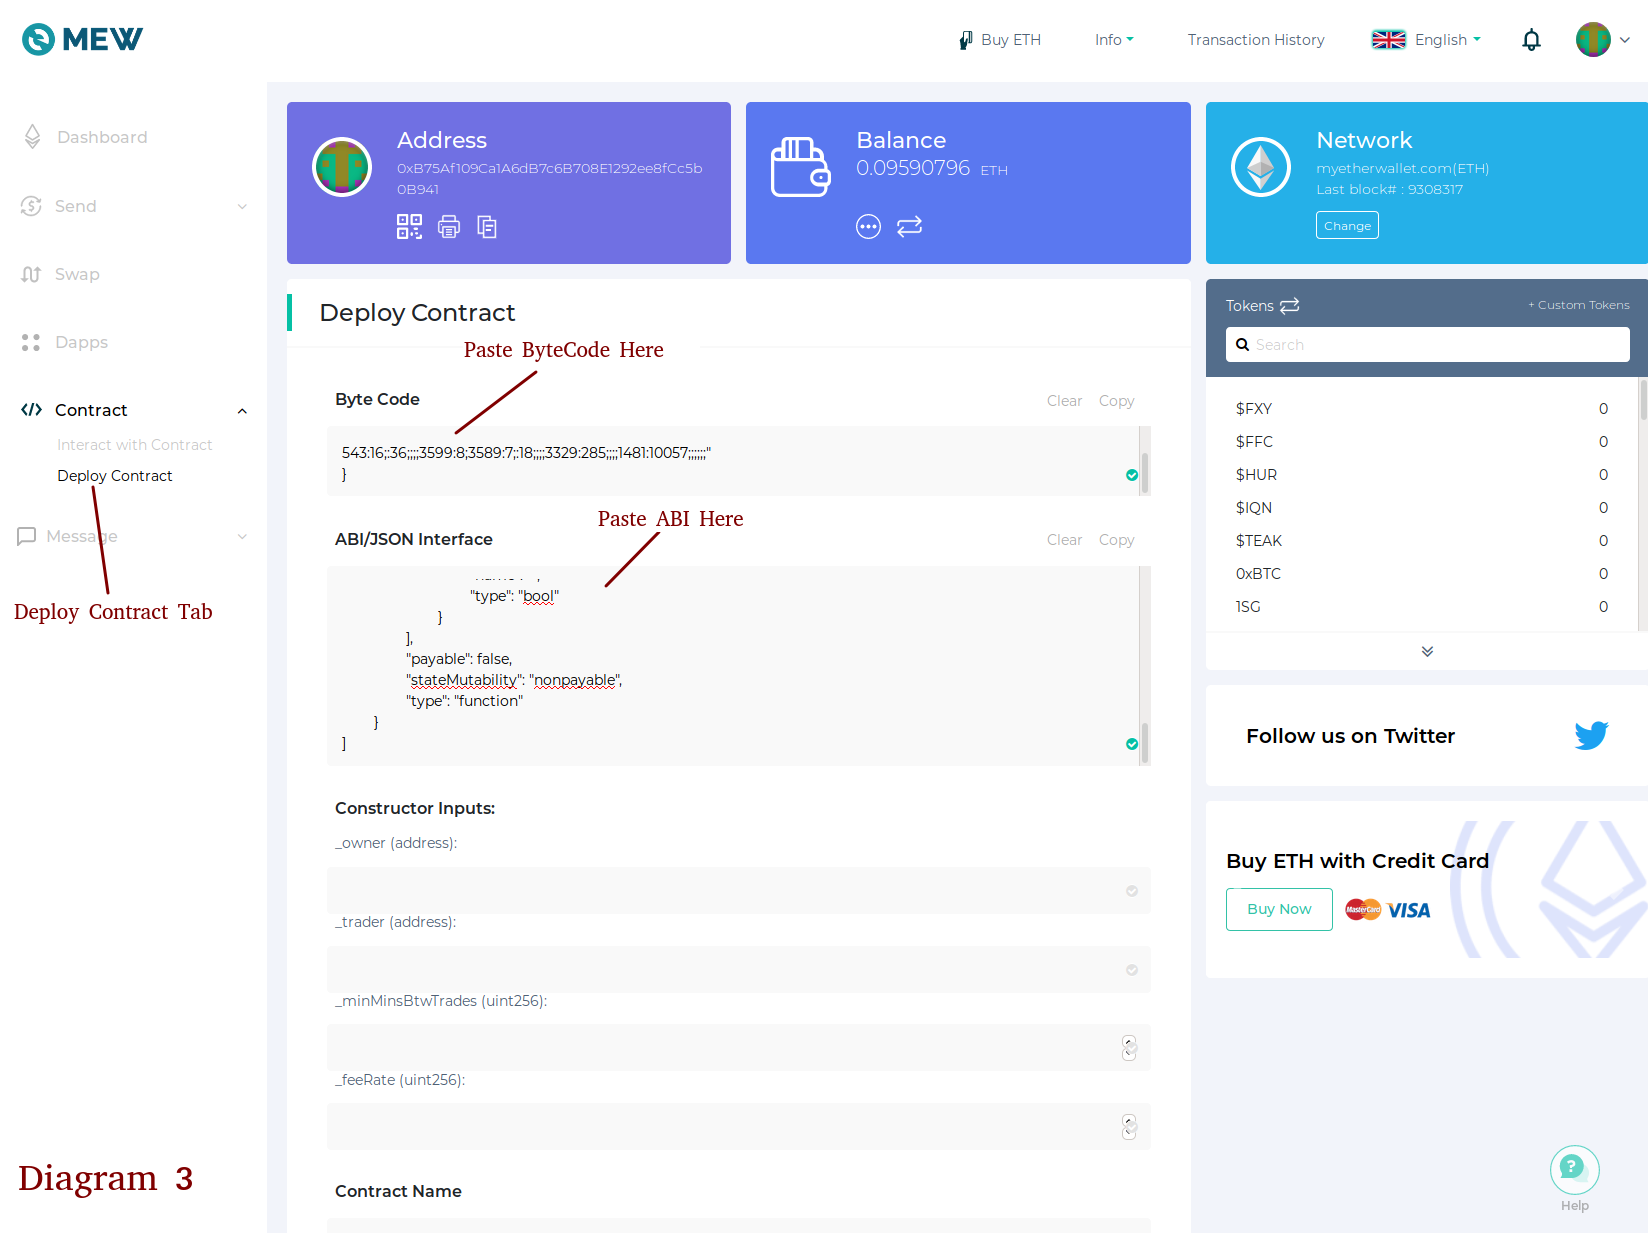 MEW
Buy ETH
Info
Transaction History
English
Dashboard
Send
Swap
Dapps
Contract
Interact with Contract
Deploy Contract
Message
Deploy Contract Tab
Diagram 3
Address
0xB75Af109Ca1A6dB7c6B708E1292ee8fCc5b
0B941
Balance
0.09590796 ETH
Network
myetherwallet.com(ETH)
Last block# : 9308317
Change
Deploy Contract
Paste ByteCode Here
Byte Code
Clear Copy
543:16;:36;;;;3599:8;3589:7;:18;;;;3329:285;;;;1481:10057;;;;;;"
}
Paste ABI Here
ABI/JSON Interface
Clear Copy
"type": "bool"
}
],
"payable": false,
"stateMutability": "nonpayable",
"type": "function"
}
]
Constructor Inputs:
_owner (address):
_trader (address):
_minMinsBtwTrades (uint256):
_feeRate (uint256):
Contract Name
Tokens
+ Custom Tokens
Search
$FXY 0
$FFC 0
$HUR 0
$IQN 0
$TEAK 0
0xBTC 0
1SG 0
Follow us on Twitter
Buy ETH with Credit Card
Buy Now
MasterCard
VISA
?
Help